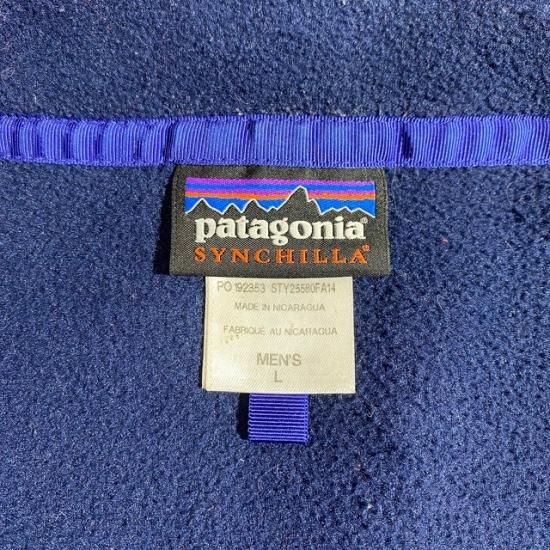 patagonia®
SYNCHILLA®
PO 192353 STY25580FA14
MADE IN NICARAGUA
FABRIQUE AU NICARAGUA
MEN'S
L